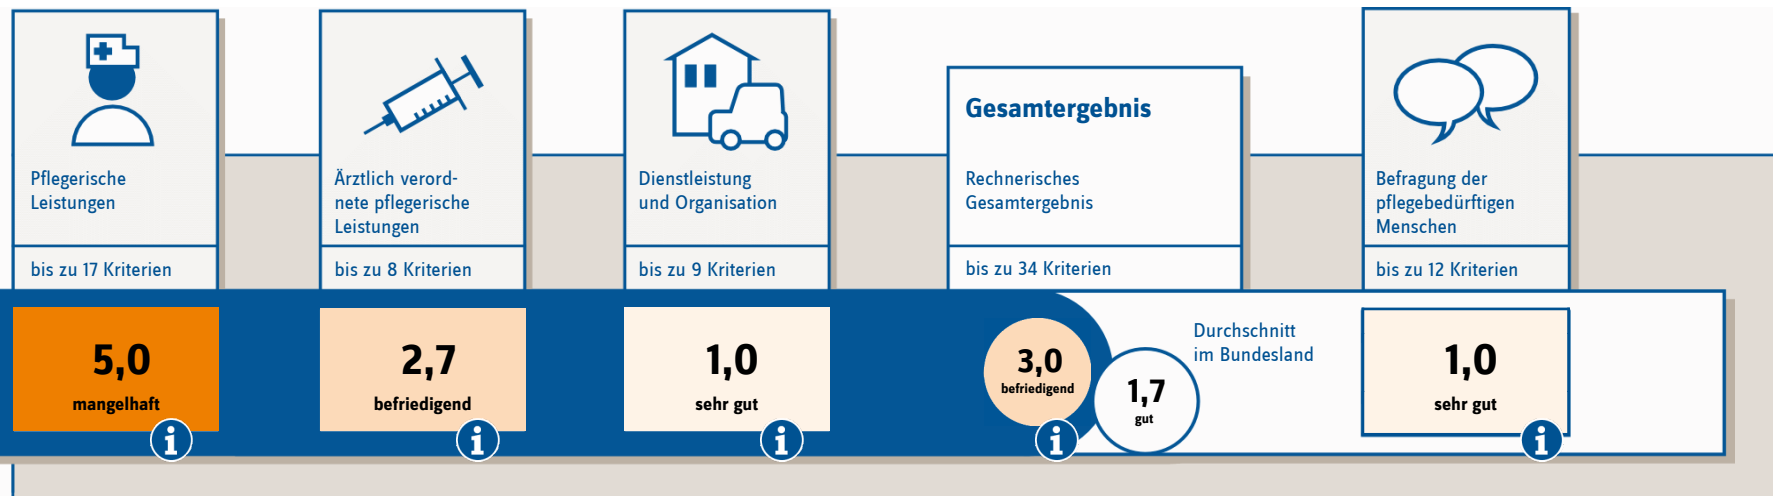 Pflegerische
Leistungen
bis zu 17 Kriterien
5,0
mangelhaft
i
Ärztlich verord-
nete pflegerische
Leistungen
bis zu 8 Kriterien
2,7
befriedigend
i
Dienstleistung
und Organisation
bis zu 9 Kriterien
1,0
sehr gut
i
Gesamtergebnis
Rechnerisches
Gesamtergebnis
bis zu 34 Kriterien
3,0
befriedigend
i
1,7
gut
Durchschnitt
im Bundesland
Befragung der
pflegebedürftigen
Menschen
bis zu 12 Kriterien
1,0
sehr gut
i